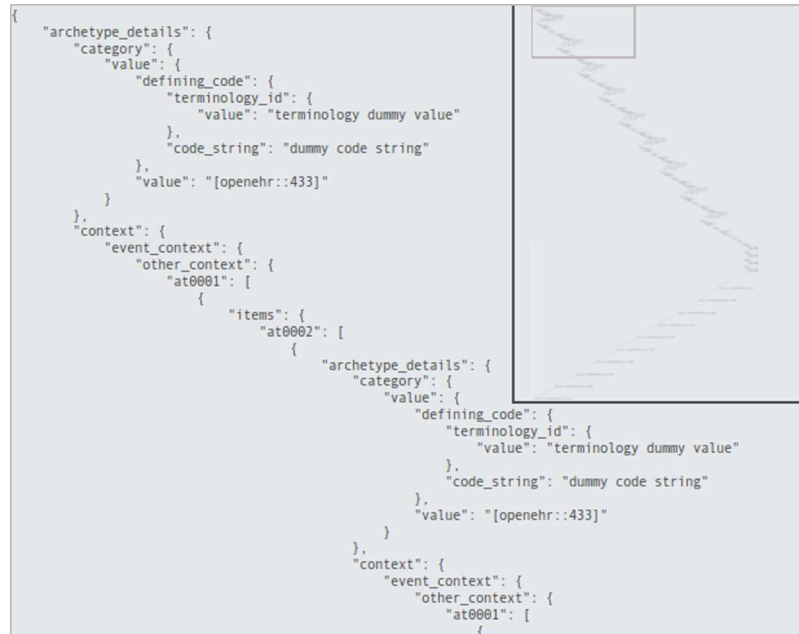 {
"archetype_details": {
"category": {
"value": {
"defining_code": {
"terminology_id": {
"value": "terminology dummy value"
},
"code_string": "dummy code string"
},
"value": "[openehr::433]"
}
},
"context": {
"event_context": {
"other_context": {
"at0001": [
{
"items": {
"at0002": [
{
"archetype_details": {
"category": {
"value": {
"defining_code": {
"terminology_id": {
"value": "terminology dummy value"
},
"code_string": "dummy code string"
},
"value": "[openehr::433]"
}
},
"context": {
"event_context": {
"other_context": {
"at0001": [
{